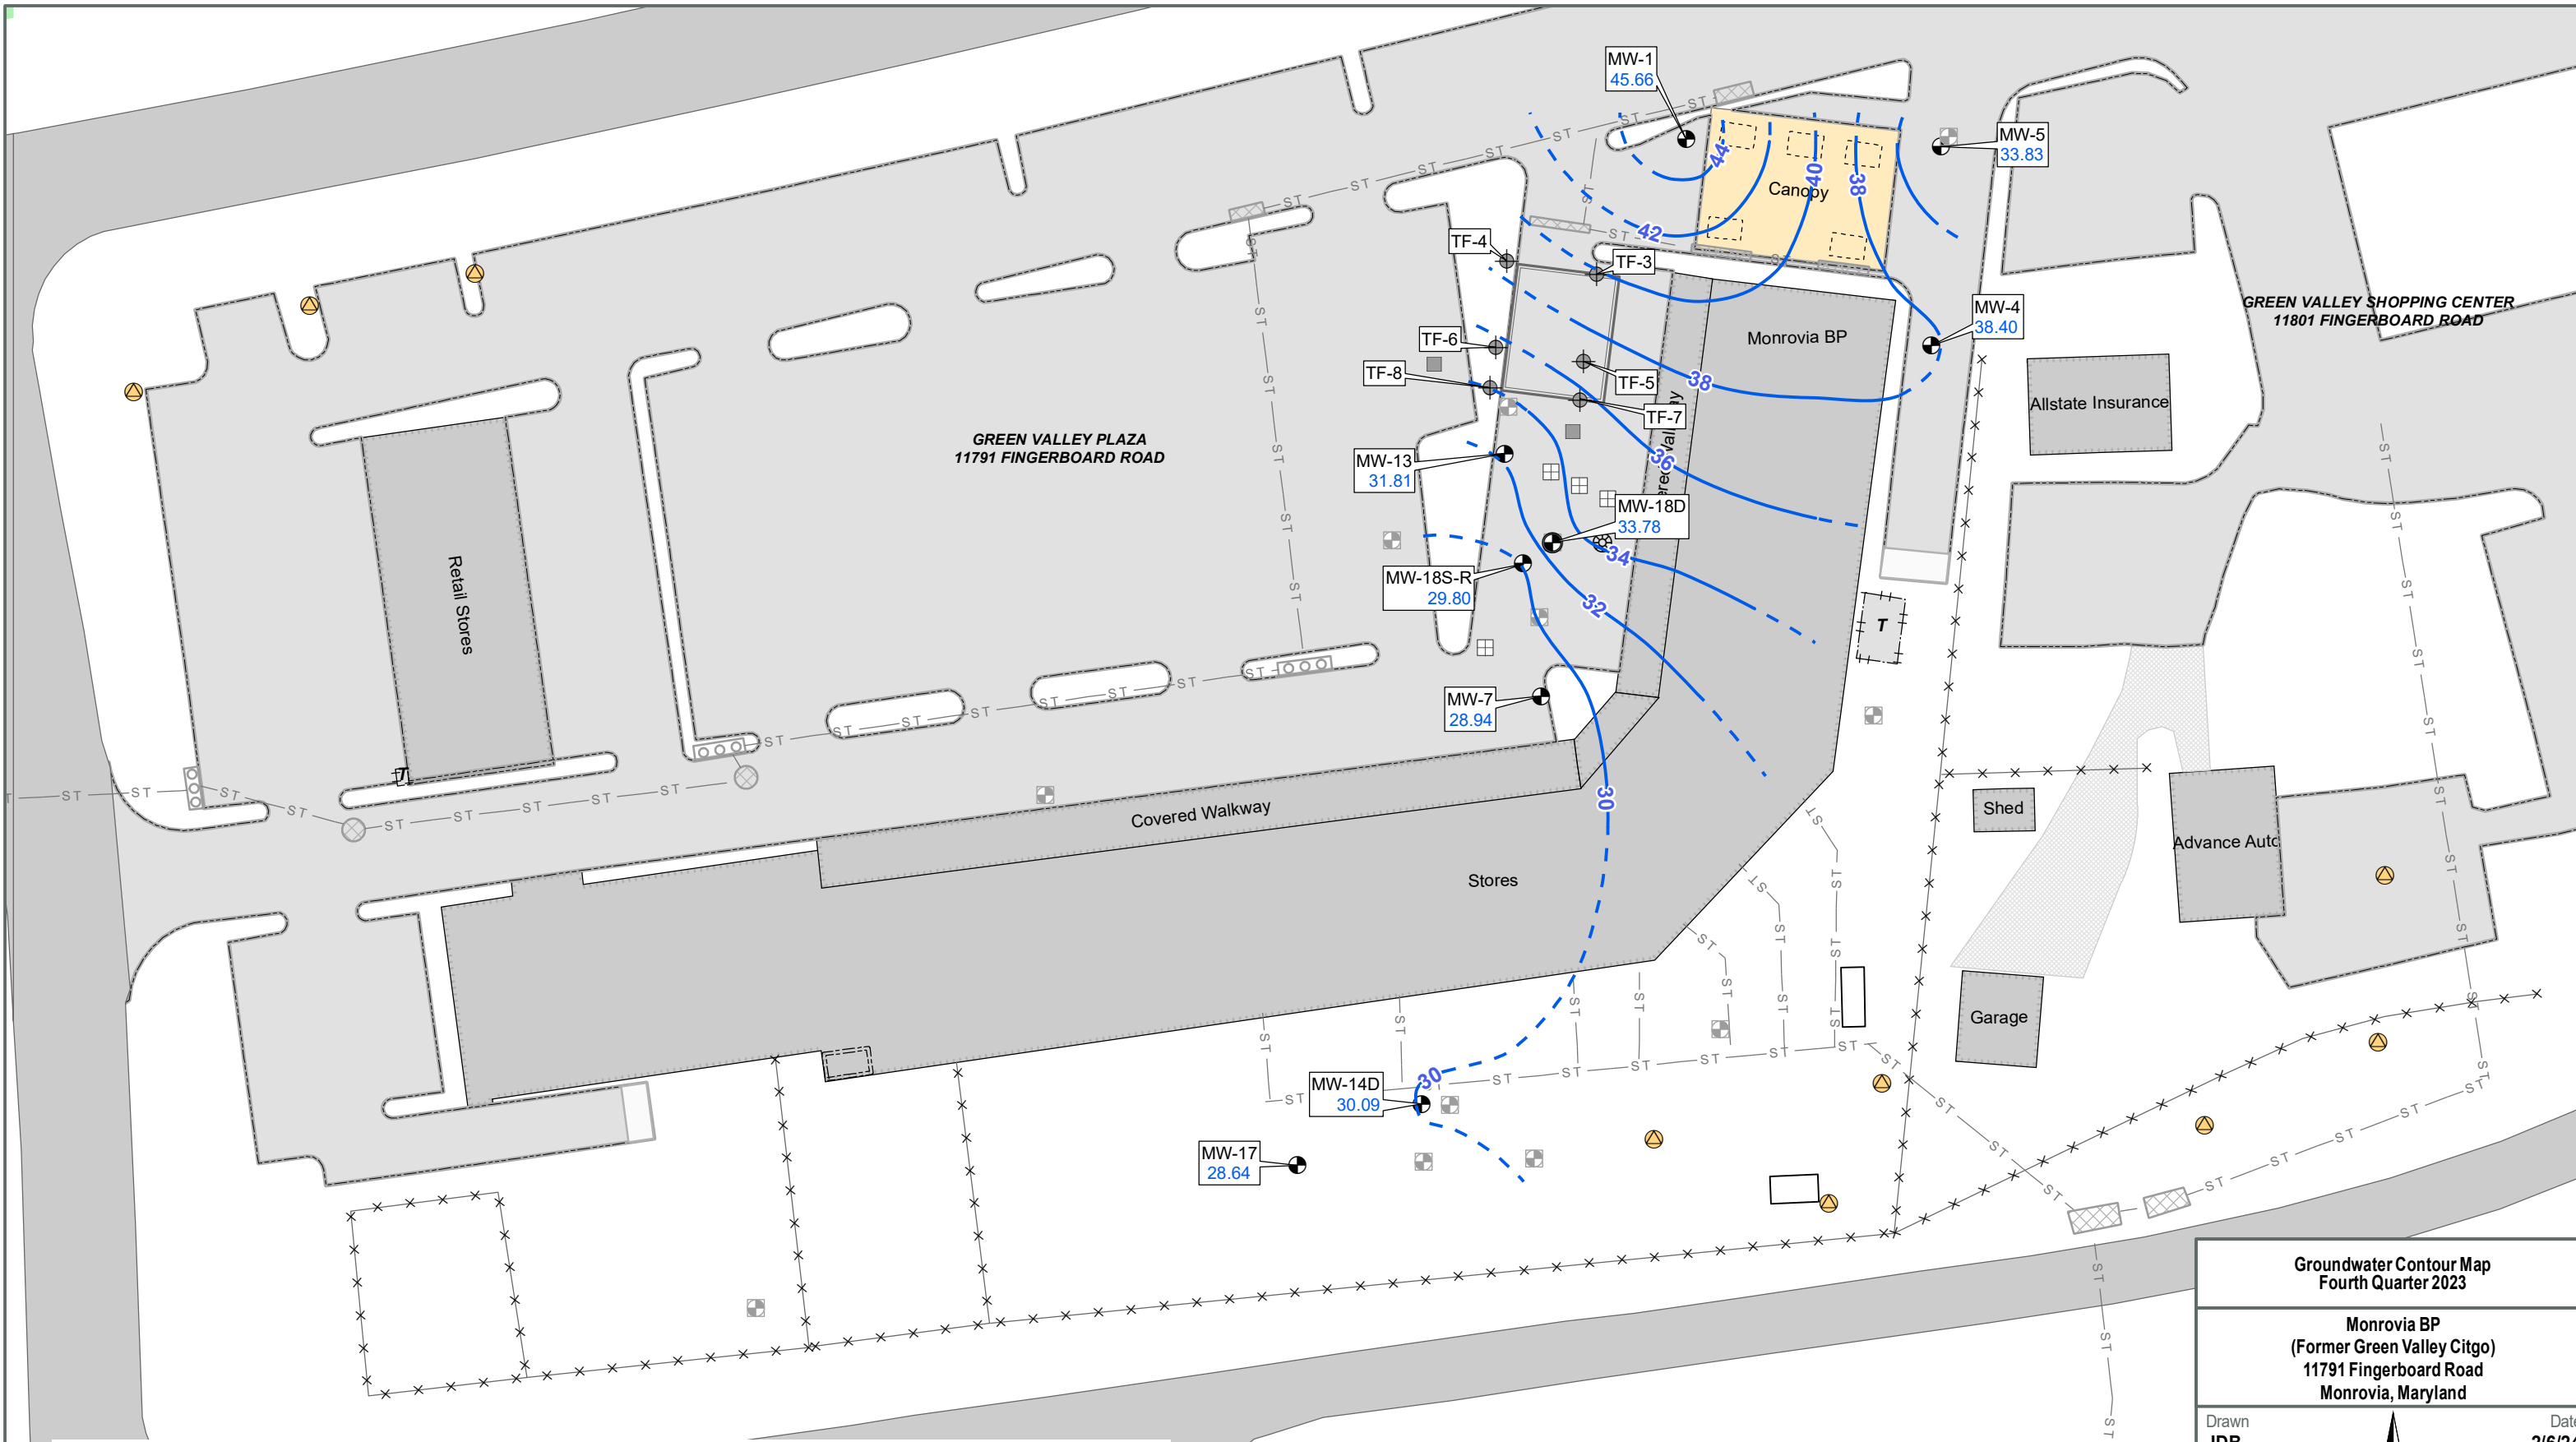 MW-1
45.66
MW-5
33.83
44
40
38
Canopy
42
TF-4
TF-3
MW-4
38.40
GREEN VALLEY SHOPPING CENTER
11801 FINGERBOARD ROAD
Monrovia BP
TF-6
TF-8
38
TF-5
TF-7
Allstate Insurance
GREEN VALLEY PLAZA
11791 FINGERBOARD ROAD
MW-13
31.81
36
MW-18D
33.78
34
MW-18S-R
29.80
32
Retail Stores
T
MW-7
28.94
T
30
Covered Walkway
Shed
Advance Auto
Stores
Garage
30
MW-14D
30.09
MW-17
28.64
ST
Groundwater Contour Map
Fourth Quarter 2023
Monrovia BP
(Former Green Valley Citgo)
11791 Fingerboard Road
Monrovia, Maryland
Drawn
Date